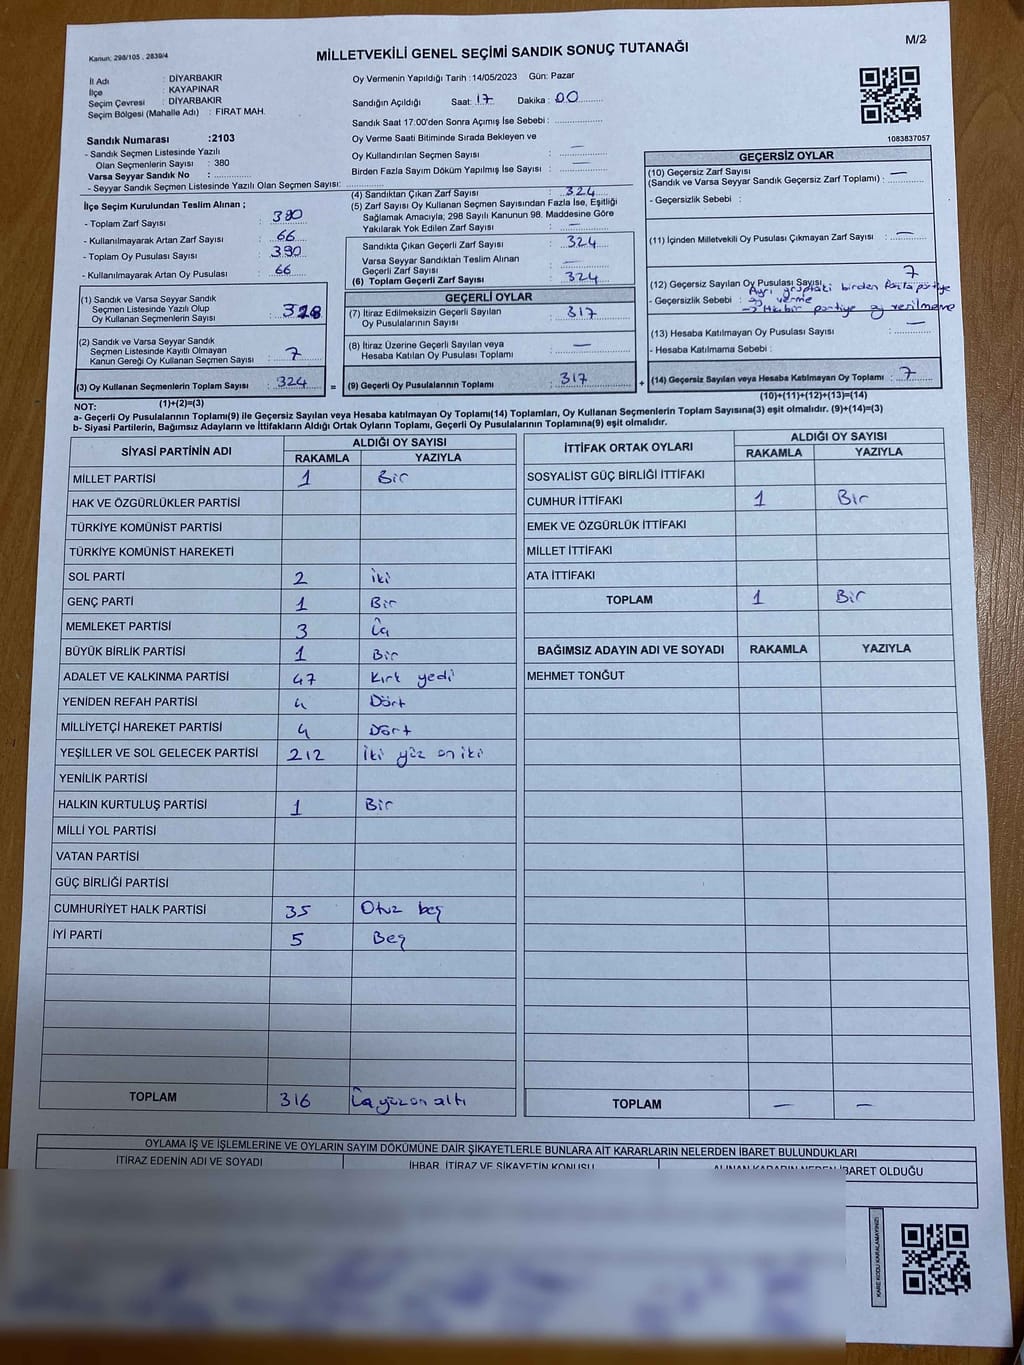 Kanun: 298/105 , 2839/4
M/2
MİLLETVEKİLİ GENEL SEÇİMİ SANDIK SONUÇ TUTANAĞI
İl Adı : DİYARBAKIR
İlçe : KAYAPINAR
Seçim Çevresi : DİYARBAKIR
Seçim Bölgesi (Mahalle Adı) : FIRAT MAH.
Sandık Numarası :2103
- Sandık Seçmen Listesinde Yazılı
Olan Seçmenlerin Sayısı : 380
Varsa Seyyar Sandık No :
- Seyyar Sandık Seçmen Listesinde Yazılı Olan Seçmen Sayısı:
Oy Vermenin Yapıldığı Tarih :14/05/2023 Gün: Pazar
Sandığın Açıldığı Saat: 17 Dakika : 00
Sandık Saat 17:00'den Sonra Açımış İse Sebebi :
Oy Verme Saati Bitiminde Sırada Bekleyen ve
Oy Kullandırılan Seçmen Sayısı : —
Birden Fazla Sayım Döküm Yapılmış İse Sayısı : —
1083837057
İlçe Seçim Kurulundan Teslim Alınan ;
- Toplam Zarf Sayısı : 390
- Kullanılmayarak Artan Zarf Sayısı : 66
- Toplam Oy Pusulası Sayısı : 390
- Kullanılmayarak Artan Oy Pusulası : 66
(1) Sandık ve Varsa Seyyar Sandık
Seçmen Listesinde Yazılı Olup
Oy Kullanan Seçmenlerin Sayısı :
(2) Sandık ve Varsa Seyyar Sandık
Seçmen Listesinde Kayıtlı Olmayan
Kanun Gereği Oy Kullanan Seçmen Sayısı : 7
(3) Oy Kullanan Seçmenlerin Toplam Sayısı : 324 =
(1)+(2)=(3)
(4) Sandıktan Çıkan Zarf Sayısı : 324
(5) Zarf Sayısı Oy Kullanan Seçmen Sayısından Fazla İse, Eşitliği
Sağlamak Amacıyla; 298 Sayılı Kanunun 98. Maddesine Göre
Yakılarak Yok Edilen Zarf Sayısı : —
Sandıkta Çıkan Geçerli Zarf Sayısı : 324
Varsa Seyyar Sandıktan Teslim Alınan
Geçerli Zarf Sayısı : —
(6) Toplam Geçerli Zarf Sayısı : 324
GEÇERLİ OYLAR
(7) İtiraz Edilmeksizin Geçerli Sayılan
Oy Pusulalarının Sayısı : 317
(8) İtiraz Üzerine Geçerli Sayılan veya
Hesaba Katılan Oy Pusulası Toplamı : —
(9) Geçerli Oy Pusulalarının Toplamı : 317 +
GEÇERSİZ OYLAR
(10) Geçersiz Zarf Sayısı
(Sandık ve Varsa Seyyar Sandık Geçersiz Zarf Toplamı) : —
- Geçersizlik Sebebi :
(11) İçinden Milletvekili Oy Pusulası Çıkmayan Zarf Sayısı : —
(12) Geçersiz Sayılan Oy Pusulası Sayısı : 7
Ayrı gruptaki birden fazla partiye
- Geçersizlik Sebebi : oy verme
→ Hiçbir partiye oy verilmeme
(13) Hesaba Katılmayan Oy Pusulası Sayısı : —
- Hesaba Katılmama Sebebi :
(14) Geçersiz Sayılan veya Hesaba Katılmayan Oy Toplamı : 7
(10)+(11)+(12)+(13)=(14)
NOT:
a- Geçerli Oy Pusulalarının Toplamı(9) ile Geçersiz Sayılan veya Hesaba katılmayan Oy Toplamı(14) Toplamları, Oy Kullanan Seçmenlerin Toplam Sayısına(3) eşit olmalıdır. (9)+(14)=(3)
b- Siyasi Partilerin, Bağımsız Adayların ve İttifakların Aldığı Ortak Oyların Toplamı, Geçerli Oy Pusulalarının Toplamına(9) eşit olmalıdır.
SİYASİ PARTİNİN ADI ALDIĞI OY SAYISI
RAKAMLA YAZIYLA
MİLLET PARTİSİ 1 Bir
HAK VE ÖZGÜRLÜKLER PARTİSİ
TÜRKİYE KOMÜNİST PARTİSİ
TÜRKİYE KOMÜNİST HAREKETİ
SOL PARTİ 2 iki
GENÇ PARTİ 1 Bir
MEMLEKET PARTİSİ 3
BÜYÜK BİRLİK PARTİSİ 1 Bir
ADALET VE KALKINMA PARTİSİ 47 Kırk yedi
YENİDEN REFAH PARTİSİ 4 Dört
MİLLİYETÇİ HAREKET PARTİSİ 4 Dört
YEŞİLLER VE SOL GELECEK PARTİSİ 212 İki yüz on iki
YENİLİK PARTİSİ
HALKIN KURTULUŞ PARTİSİ 1 Bir
MİLLİ YOL PARTİSİ
VATAN PARTİSİ
GÜÇ BİRLİĞİ PARTİSİ
CUMHURİYET HALK PARTİSİ 35 Otuz beş
İYİ PARTİ 5 Beş
TOPLAM 316 Üç yüz on altı
İTTİFAK ORTAK OYLARI ALDIĞI OY SAYISI
RAKAMLA YAZIYLA
SOSYALİST GÜÇ BİRLİĞİ İTTİFAKI
CUMHUR İTTİFAKI 1 Bir
EMEK VE ÖZGÜRLÜK İTTİFAKI
MİLLET İTTİFAKI
ATA İTTİFAKI
TOPLAM 1 Bir
BAĞIMSIZ ADAYIN ADI VE SOYADI RAKAMLA YAZIYLA
MEHMET TONĞUT
TOPLAM — —
OYLAMA İŞ VE İŞLEMLERİNE VE OYLARIN SAYIM DÖKÜMÜNE DAİR ŞİKAYETLERLE BUNLARA AİT KARARLARIN NELERDEN İBARET BULUNDUKLARI
İTİRAZ EDENİN ADI VE SOYADI İHBAR, İTİRAZ VE ŞİKAYETİN KONUSU ALINAN KARARIN NEDEN İBARET OLDUĞU
KARE KODU KARALAMAYINIZ!